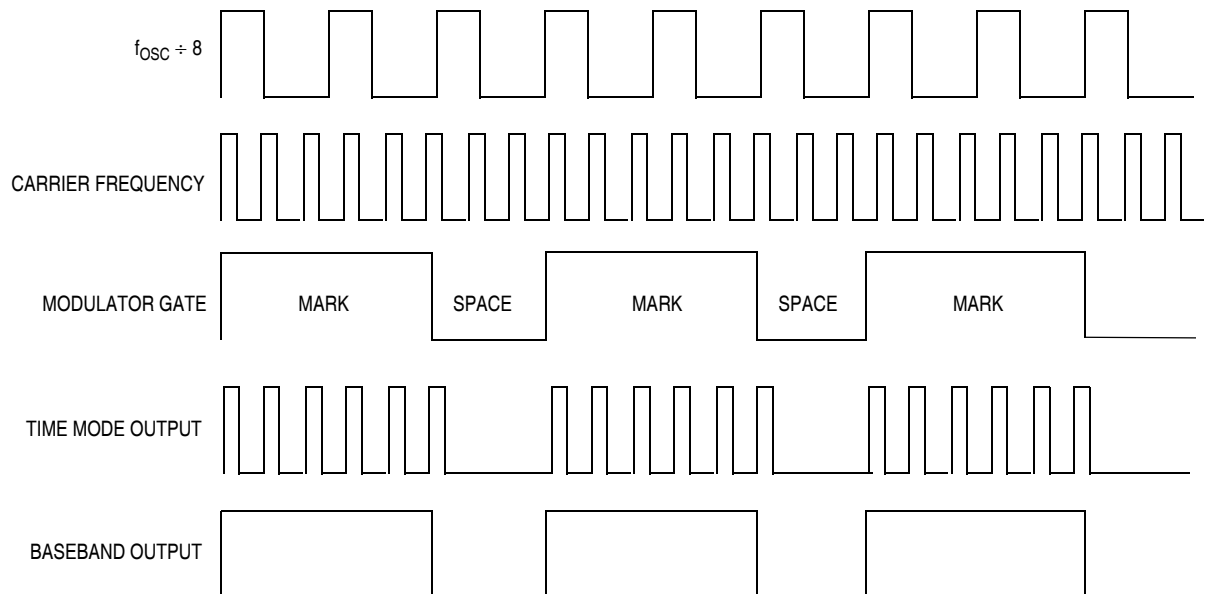 fOSC ÷ 8
CARRIER FREQUENCY
MODULATOR GATE
MARK SPACE MARK SPACE MARK
TIME MODE OUTPUT
BASEBAND OUTPUT